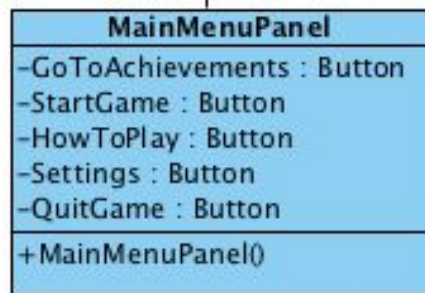 MainMenuPanel
-GoToAchievements : Button
-StartGame : Button
-HowToPlay : Button
-Settings : Button
-QuitGame : Button
+MainMenuPanel()